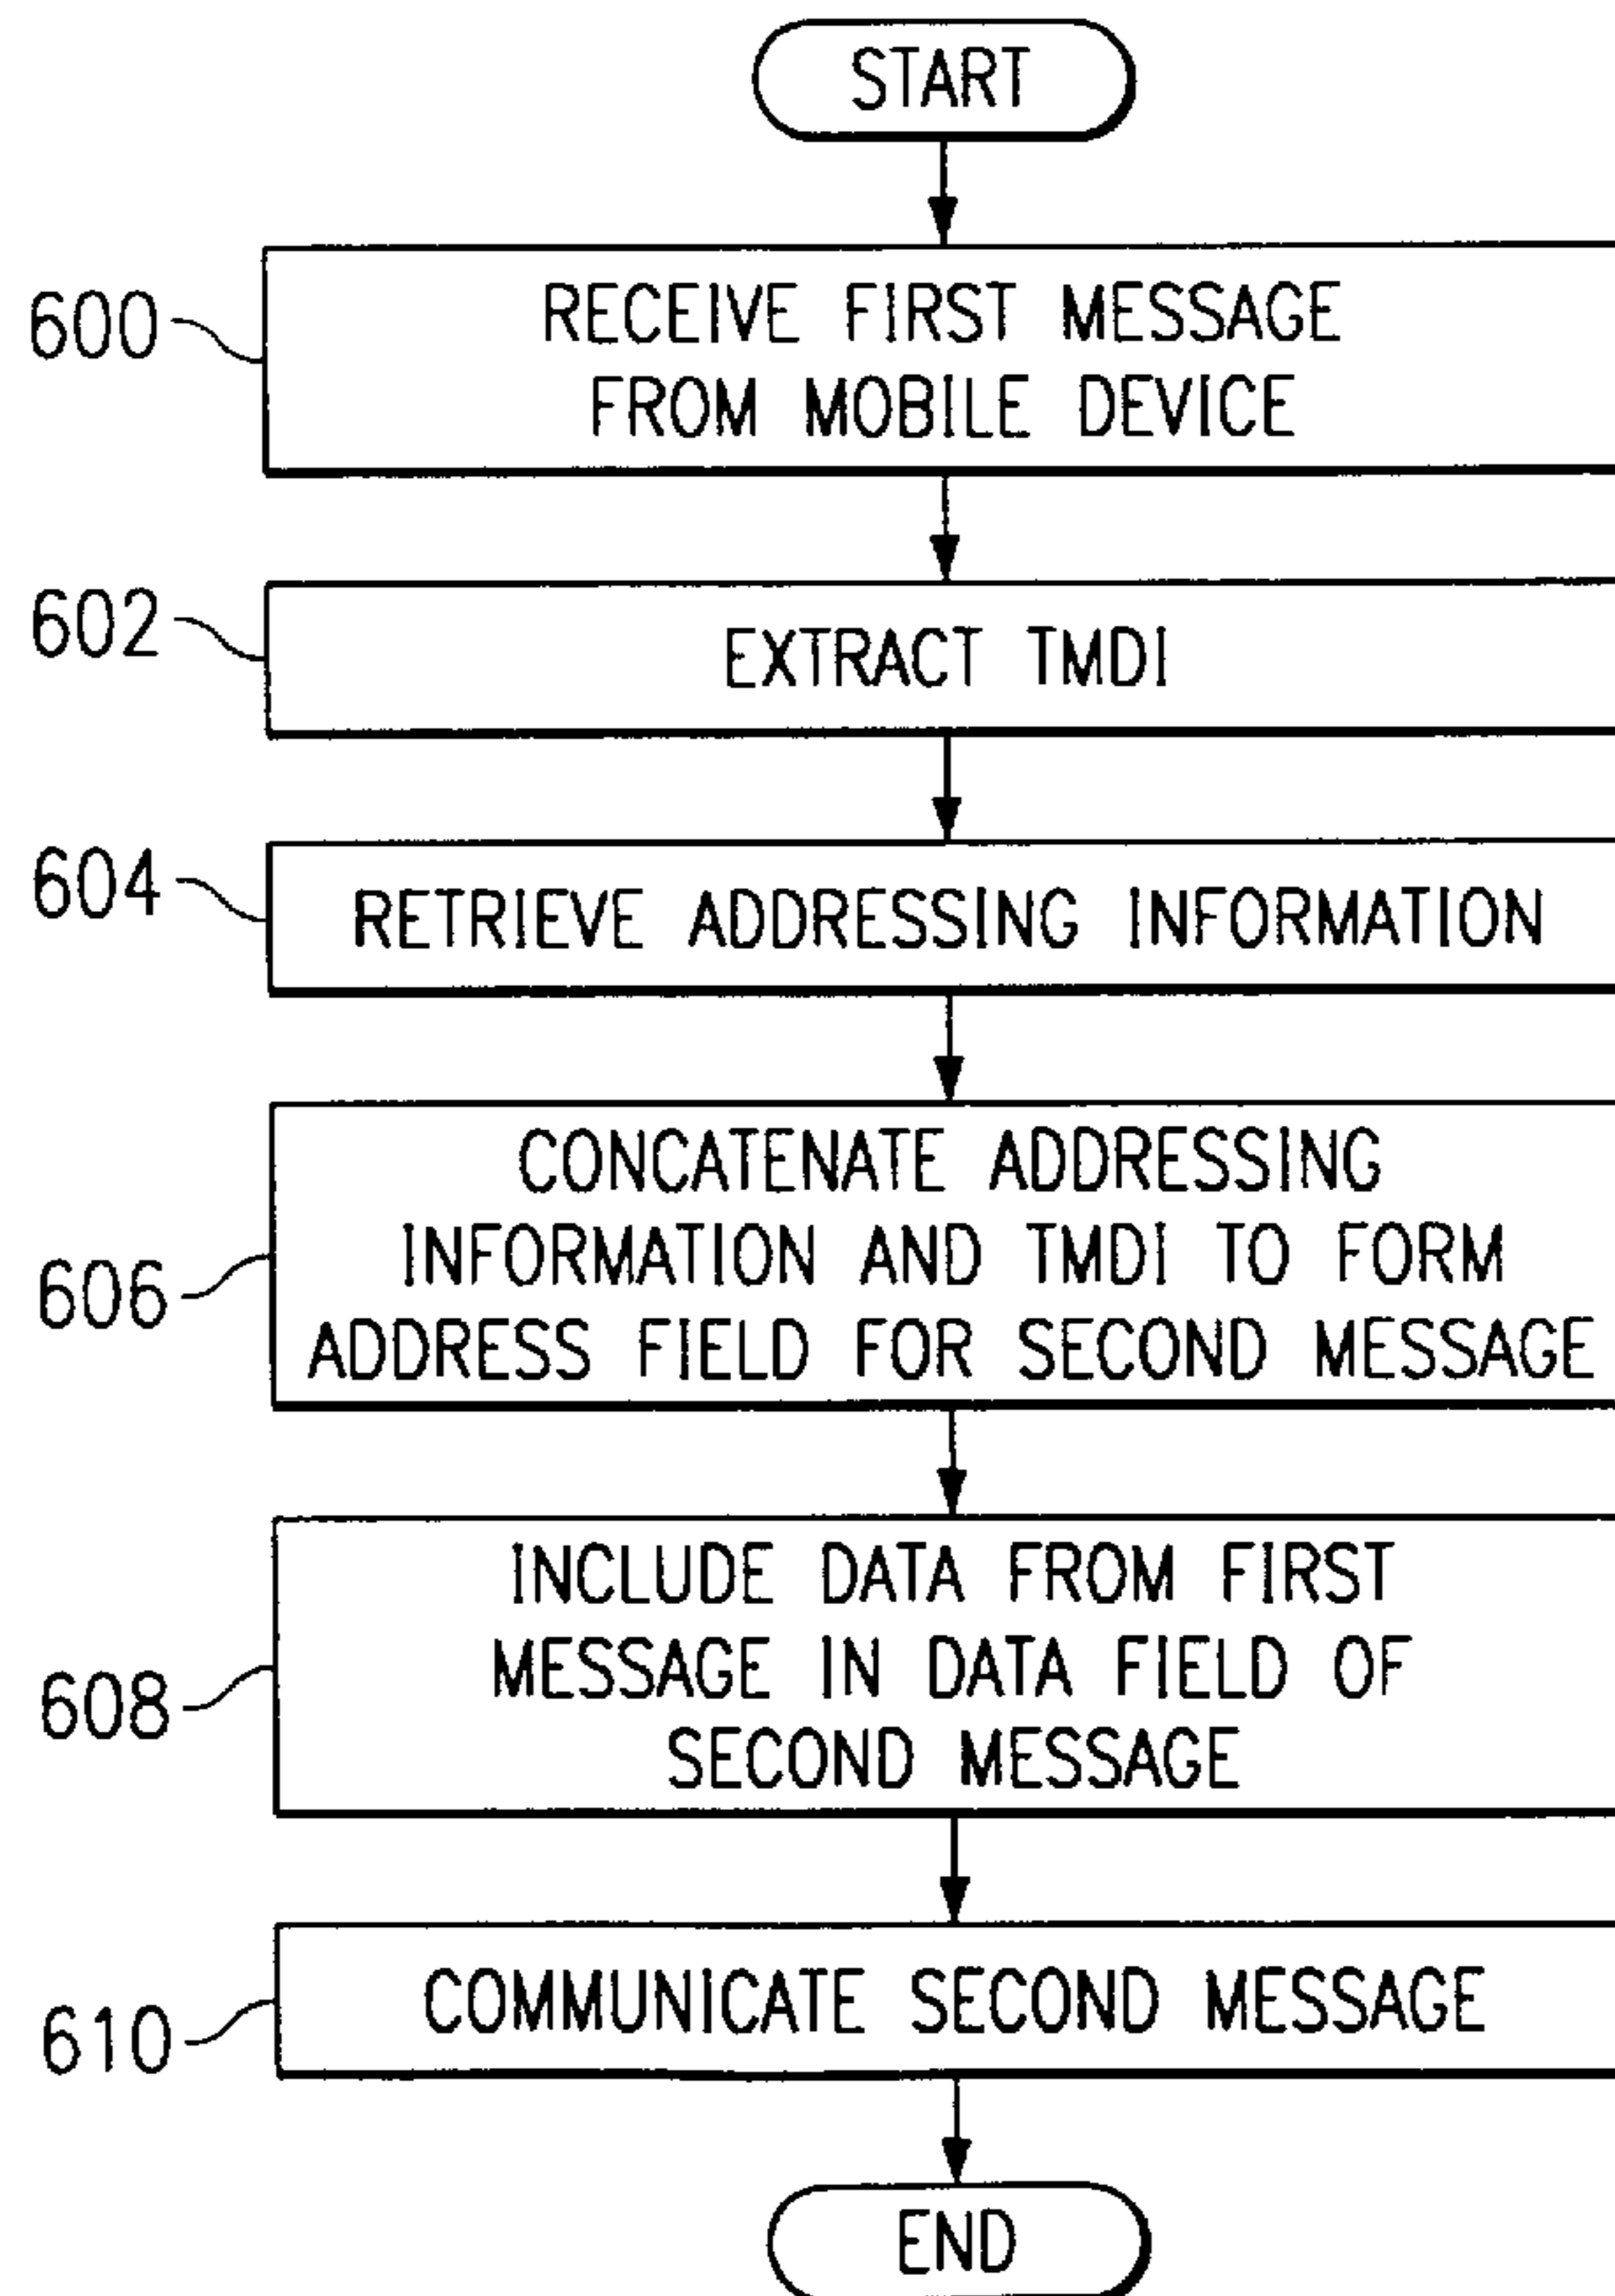 START
600
RECEIVE FIRST MESSAGE
FROM MOBILE DEVICE
602
EXTRACT TMDI
604
RETRIEVE ADDRESSING INFORMATION
CONCATENATE ADDRESSING
606
INFORMATION AND TMDI TO FORM
ADDRESS FIELD FOR SECOND MESSAGE
INCLUDE DATA FROM FIRST
608
MESSAGE IN DATA FIELD OF
SECOND MESSAGE
610
COMMUNICATE SECOND MESSAGE
END